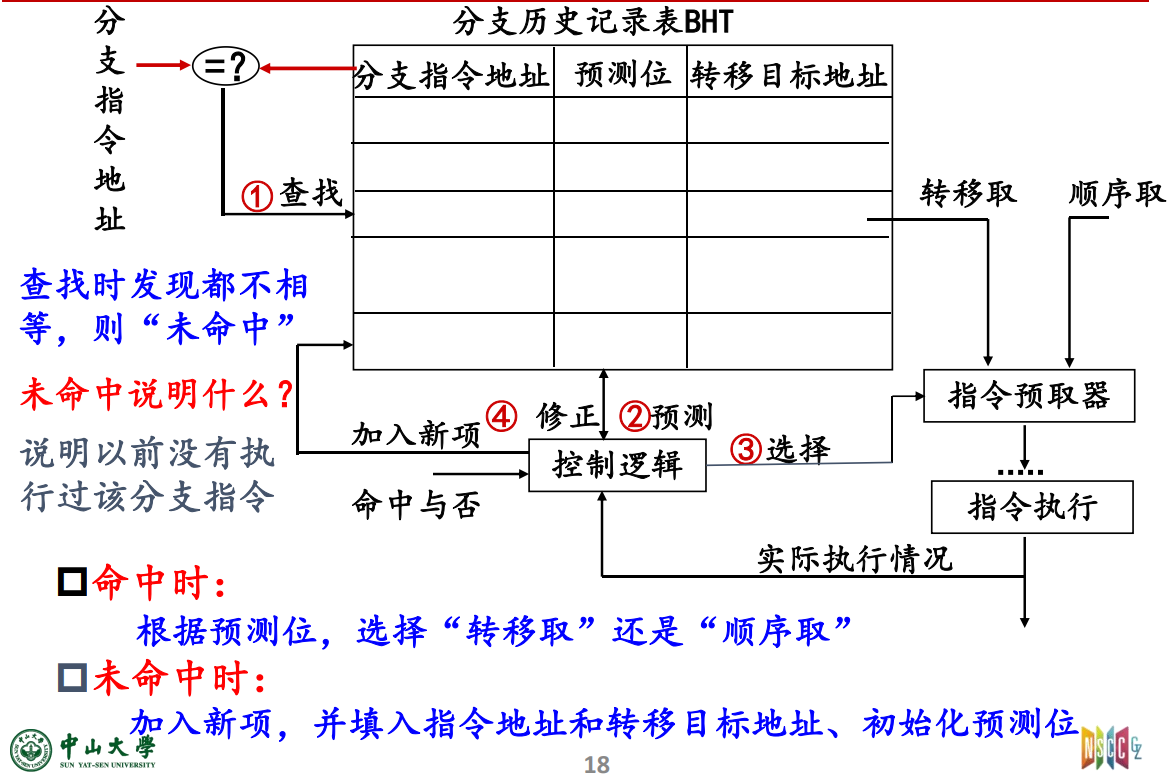 分支历史记录表BHT
分支指令地址
=?
分支指令地址 预测位 转移目标地址
①查找
转移取 顺序取
查找时发现都不相
等，则“未命中”
未命中说明什么?
说明以前没有执
行过该分支指令
加入新项④ 修正 ②预测
③选择
指令预取器
控制逻辑
命中与否
......
指令执行
实际执行情况
命中时：
根据预测位，选择“转移取”还是“顺序取”
未命中时：
加入新项，并填入指令地址和转移目标地址、初始化预测位
中山大学
SUN YAT-SEN UNIVERSITY
18
NSCC GZ